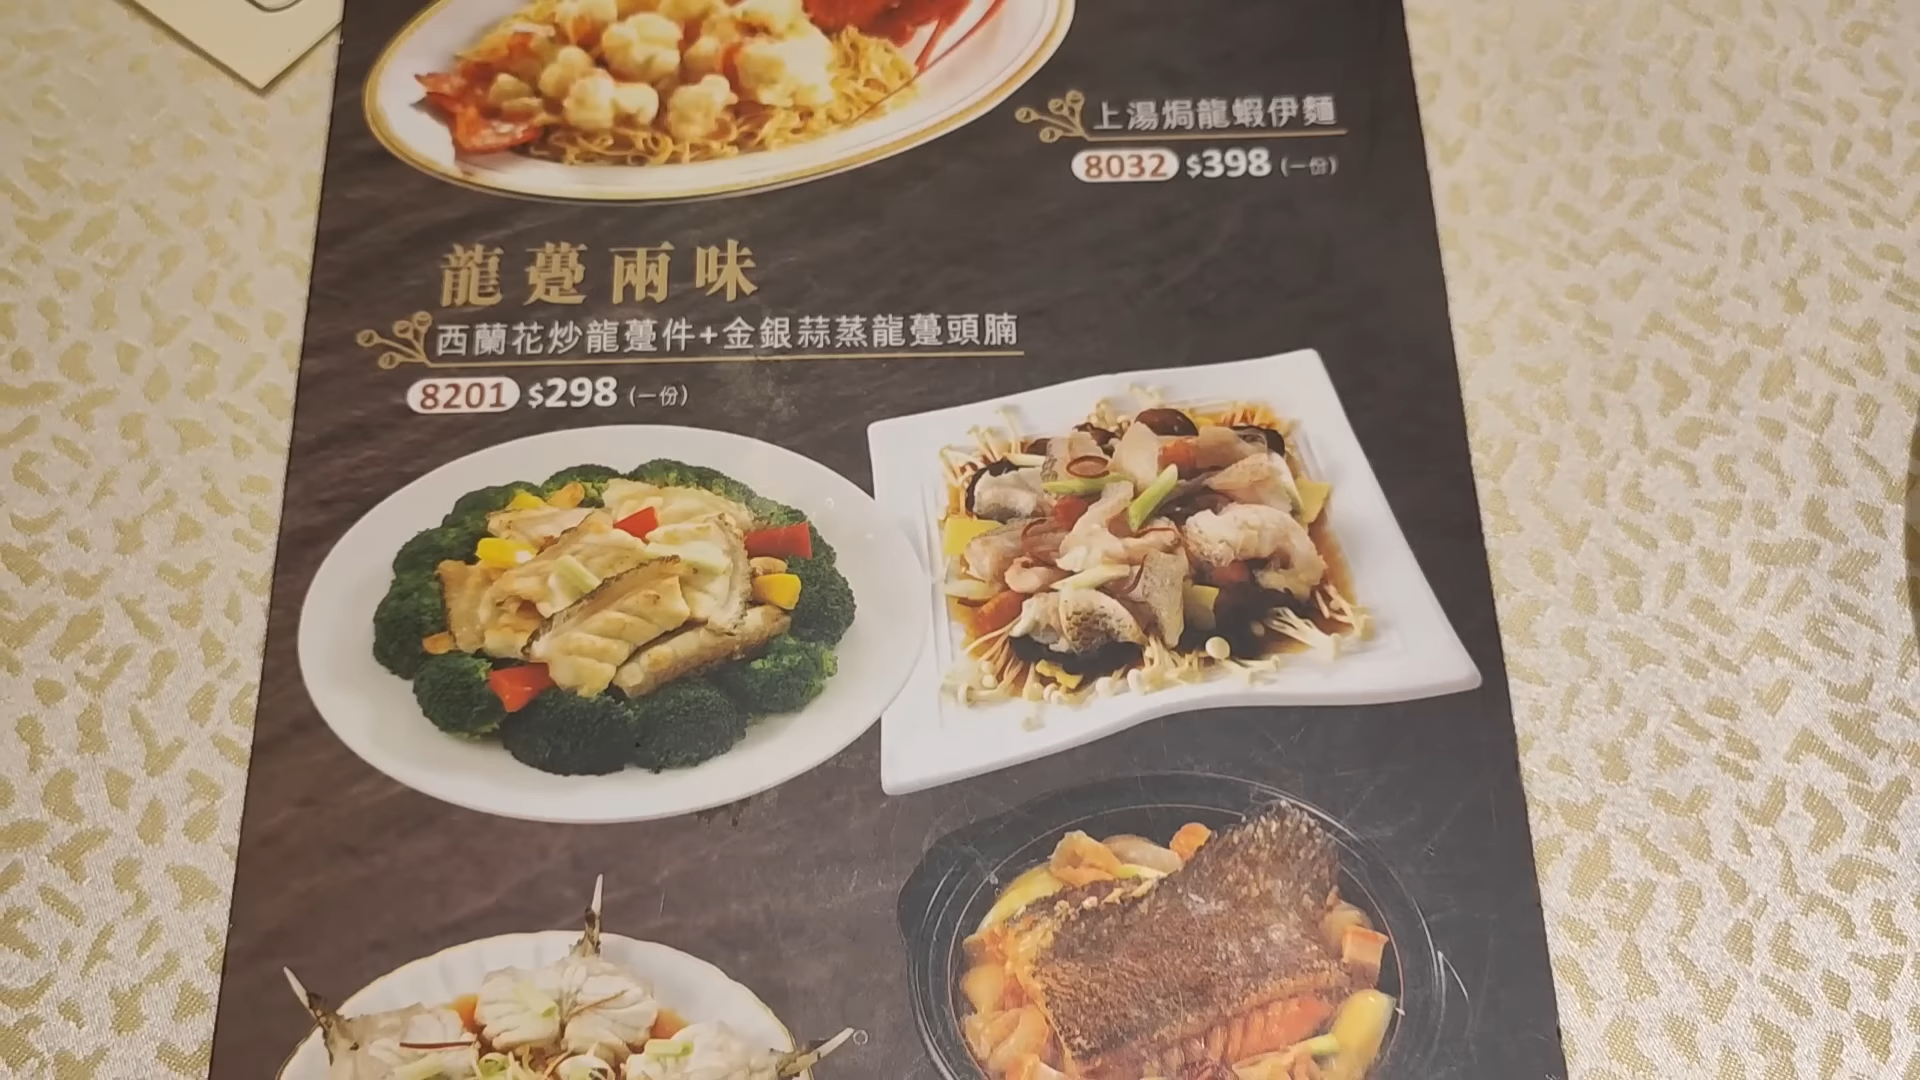 上湯焗龍蝦伊麵
8032 $398 (一份)
龍躉兩味
西蘭花炒龍躉件+金銀蒜蒸龍躉頭腩
8201 $298 (一份)